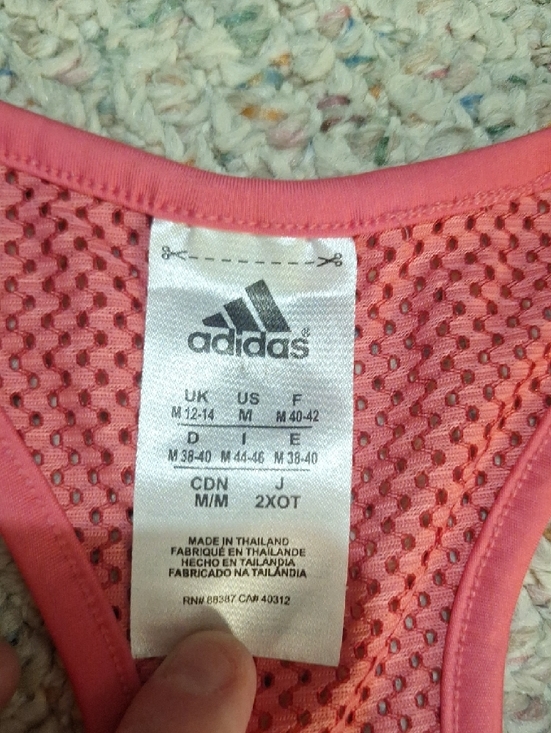 adidas®
UK US F
M 12-14 M M 40-42
D I E
M 38-40 M 44-46 M 38-40
CDN J
M/M 2XOT
MADE IN THAILAND
FABRIQUÉ EN THAÏLANDE
HECHO EN TAILANDIA
FABRICADO NA TAILÂNDIA
RN# 88387 CA# 40312